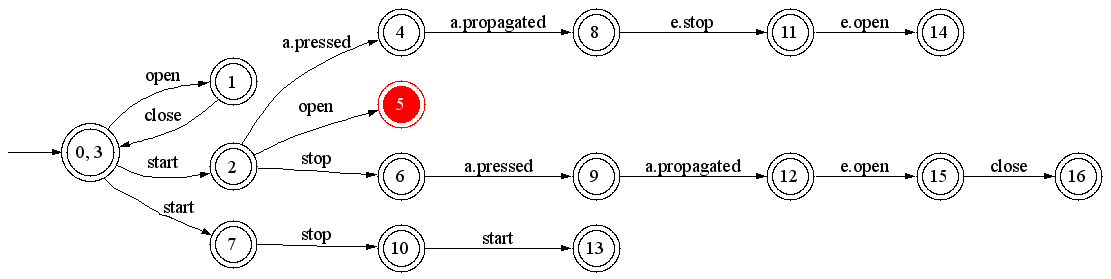 a.pressed
4
a.propagated
8
e.stop
11
e.open
14
open
1
close
open
5
0, 3
start
2
stop
6
a.pressed
9
a.propagated
12
e.open
15
close
16
start
7
stop
10
start
13